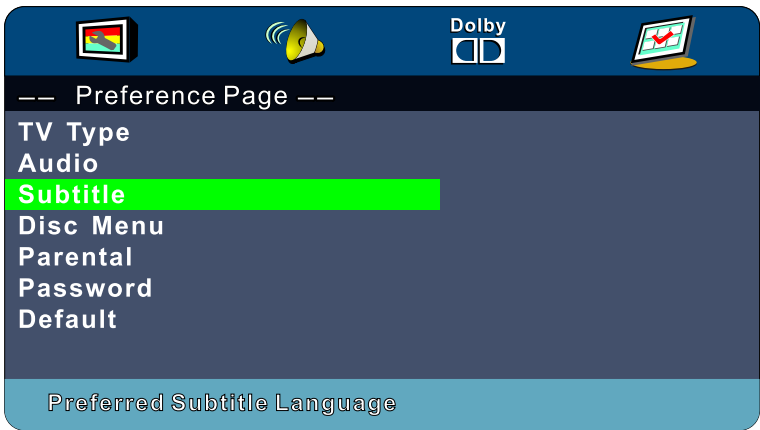 Dolby
-- Preference Page --
TV Type
Audio
Subtitle
Disc Menu
Parental
Password
Default
Preferred Subtitle Language